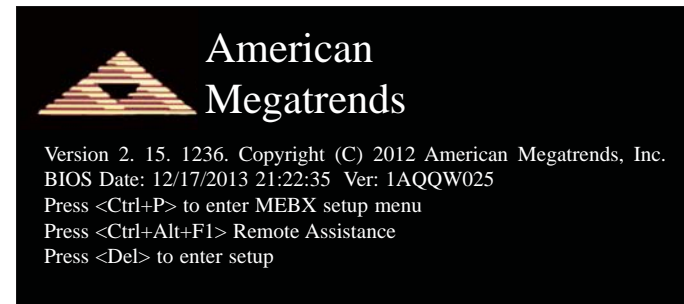 American
Megatrends
Version 2. 15. 1236. Copyright (C) 2012 American Megatrends, Inc.
BIOS Date: 12/17/2013 21:22:35 Ver: 1AQQW025
Press <Ctrl+P> to enter MEBX setup menu
Press <Ctrl+Alt+F1> Remote Assistance
Press <Del> to enter setup